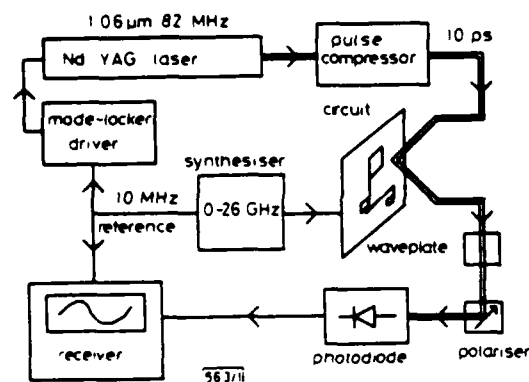 1·06µm 82 MHz
Nd YAG laser
pulse
compressor
10 ps
mode-locker
driver
circuit
synthesiser
10 MHz
reference
0-26 GHz
waveplate
receiver
photodiode
polariser
563/11